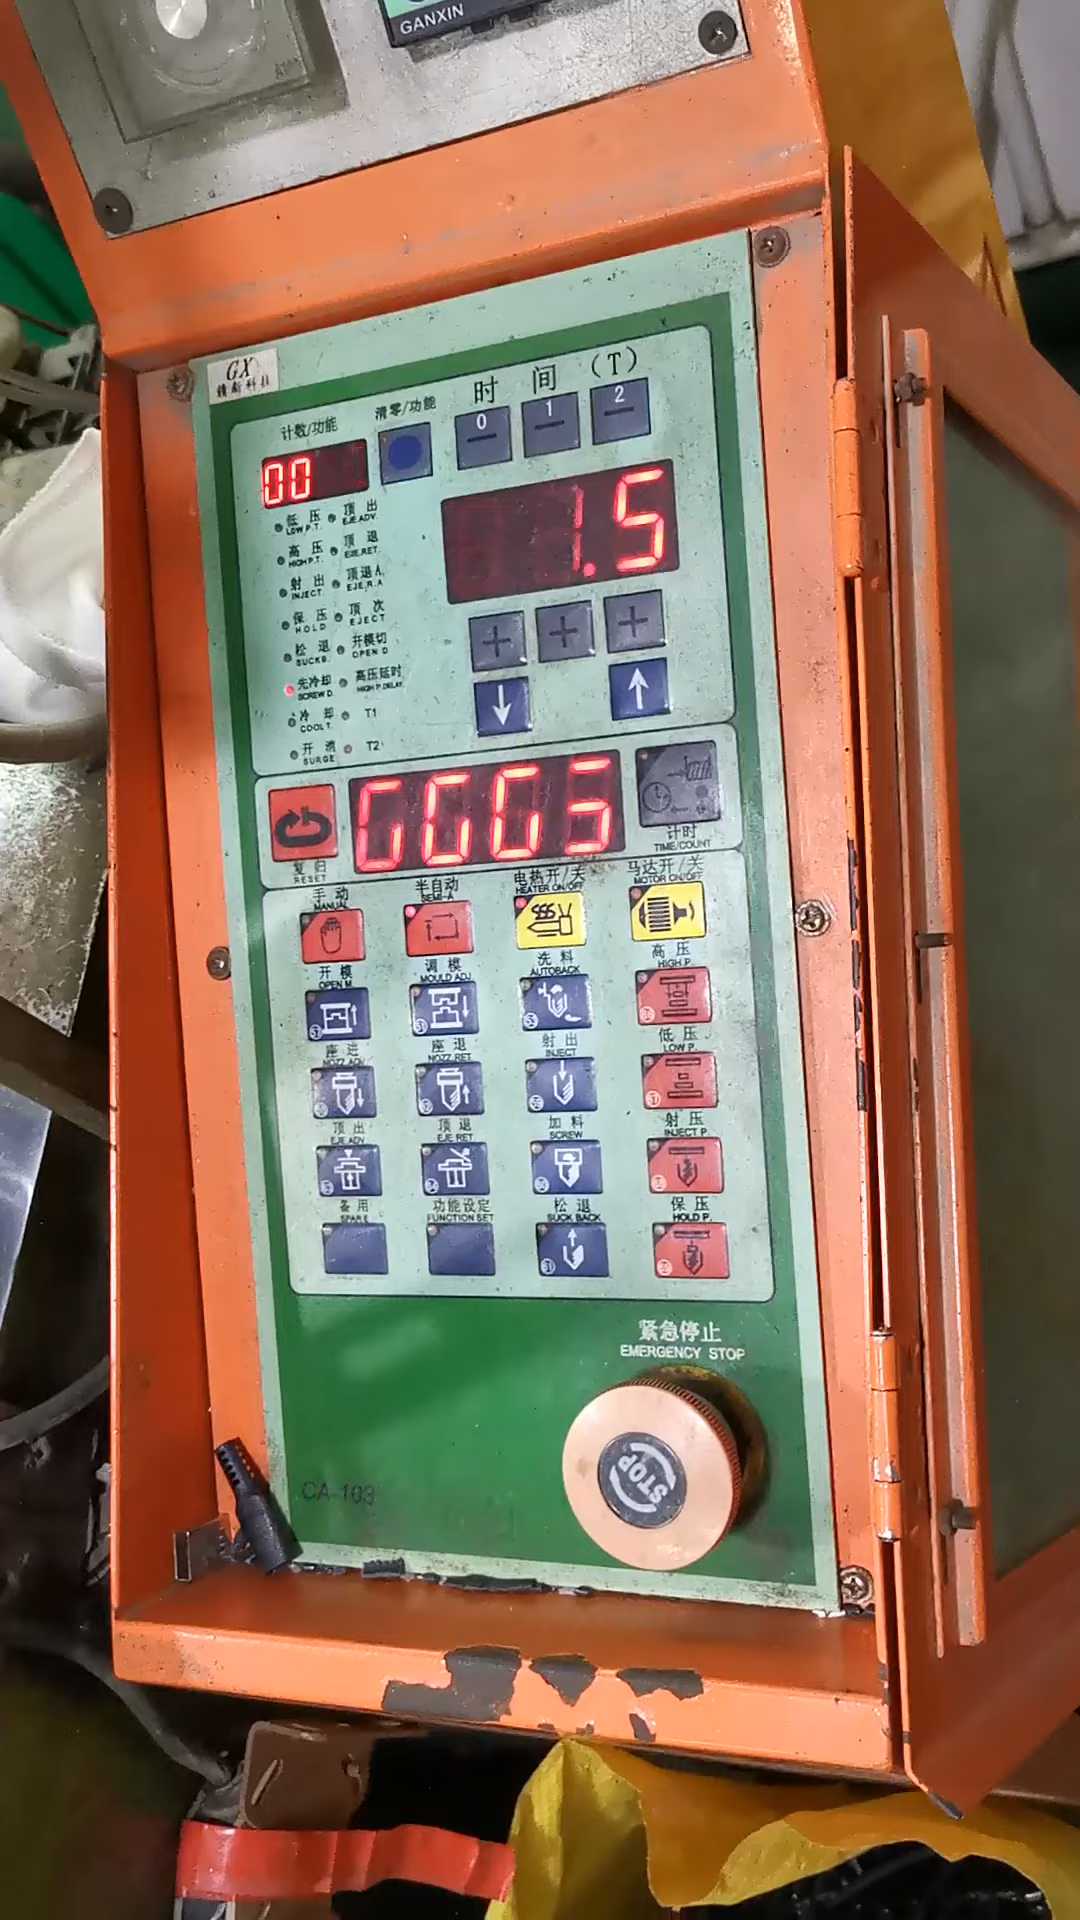 GANXIN
GX
赣新科技
时 间 (T)
计数/功能
清零/功能
0
1
2
00
1.5
低 压
LOW P.T.
顶 出
EJE.ADV.
高 压
HIGH P.T.
顶 退
EJE.RET.
射 出
INJECT.
顶退A
EJE.R.A
保 压
HOLD
顶 次
EJECT
松 退
SUCKB.
开模切
OPEN D
先冷却
SCREW D.
高压延时
HIGH P.DELAY
冷 却
COOL T.
T1
开 溯
SURGE
T2
复 归
RESET
计时
TIME/COUNT
手 动
MANUAL
半自动
SEMI-A
电热开/关
HEATER ON/OFF
马达开/关
MOTOR ON/OFF
开 模
OPEN M.
调 模
MOULD ADJ.
洗 料
AUTOBACK
高 压
HIGH P.
座 进
NOZZ.ADV
座 退
NOZZ.RET
射 出
INJECT
低 压
LOW P.
顶 出
EJE.ADV
顶 退
EJE.RET
加 料
SCREW
射 压
INJECT P.
备 用
SPARE
功能设定
FUNCTION SET
松 退
SUCK BACK
保 压
HOLD P.
紧急停止
EMERGENCY STOP
STOP
CA-103